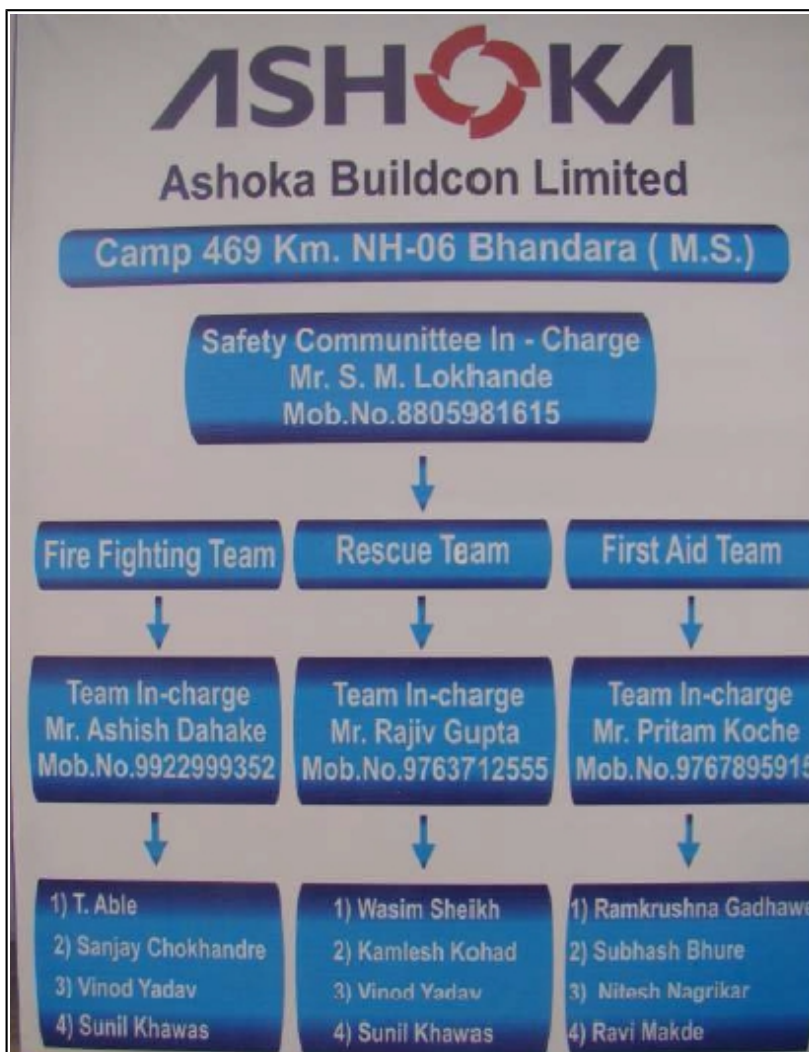 ASHOKA
Ashoka Buildcon Limited
Camp 469 Km. NH-06 Bhandara ( M.S.)
Safety Communittee In - Charge
Mr. S. M. Lokhande
Mob.No.8805981615
Fire Fighting Team
Rescue Team
First Aid Team
Team In-charge
Mr. Ashish Dahake
Mob.No.9922999352
Team In-charge
Mr. Rajiv Gupta
Mob.No.9763712555
Team In-charge
Mr. Pritam Koche
Mob.No.9767895915
1) T. Able
2) Sanjay Chokhandre
3) Vinod Yadav
4) Sunil Khawas
1) Wasim Sheikh
2) Kamlesh Kohad
3) Vinod Yadav
4) Sunil Khawas
1) Ramkrushna Gadhawe
2) Subhash Bhure
3) Nitesh Nagrikar
4) Ravi Makde